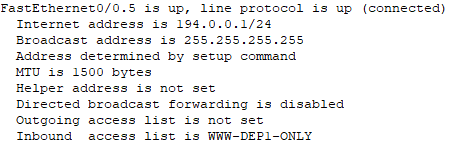 FastEthernet0/0.5 is up, line protocol is up (connected)
Internet address is 194.0.0.1/24
Broadcast address is 255.255.255.255
Address determined by setup command
MTU is 1500 bytes
Helper address is not set
Directed broadcast forwarding is disabled
Outgoing access list is not set
Inbound  access list is WWW-DEP1-ONLY